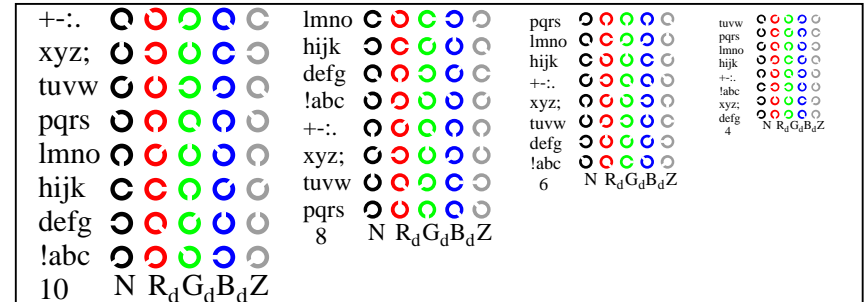 +-:.
xyz;
tuvw
pqrs
lmno
hijk
defg
!abc
10 N RdGdBdZ
lmno
hijk
defg
!abc
+-:.
xyz;
tuvw
pqrs
8 N RdGdBdZ
pqrs
lmno
hijk
+-:.
xyz;
tuvw
defg
!abc
6 N RdGdBdZ
tuvw
pqrs
lmno
hijk
+-:.
!abc
xyz;
defg
N RdGdBdZ
4